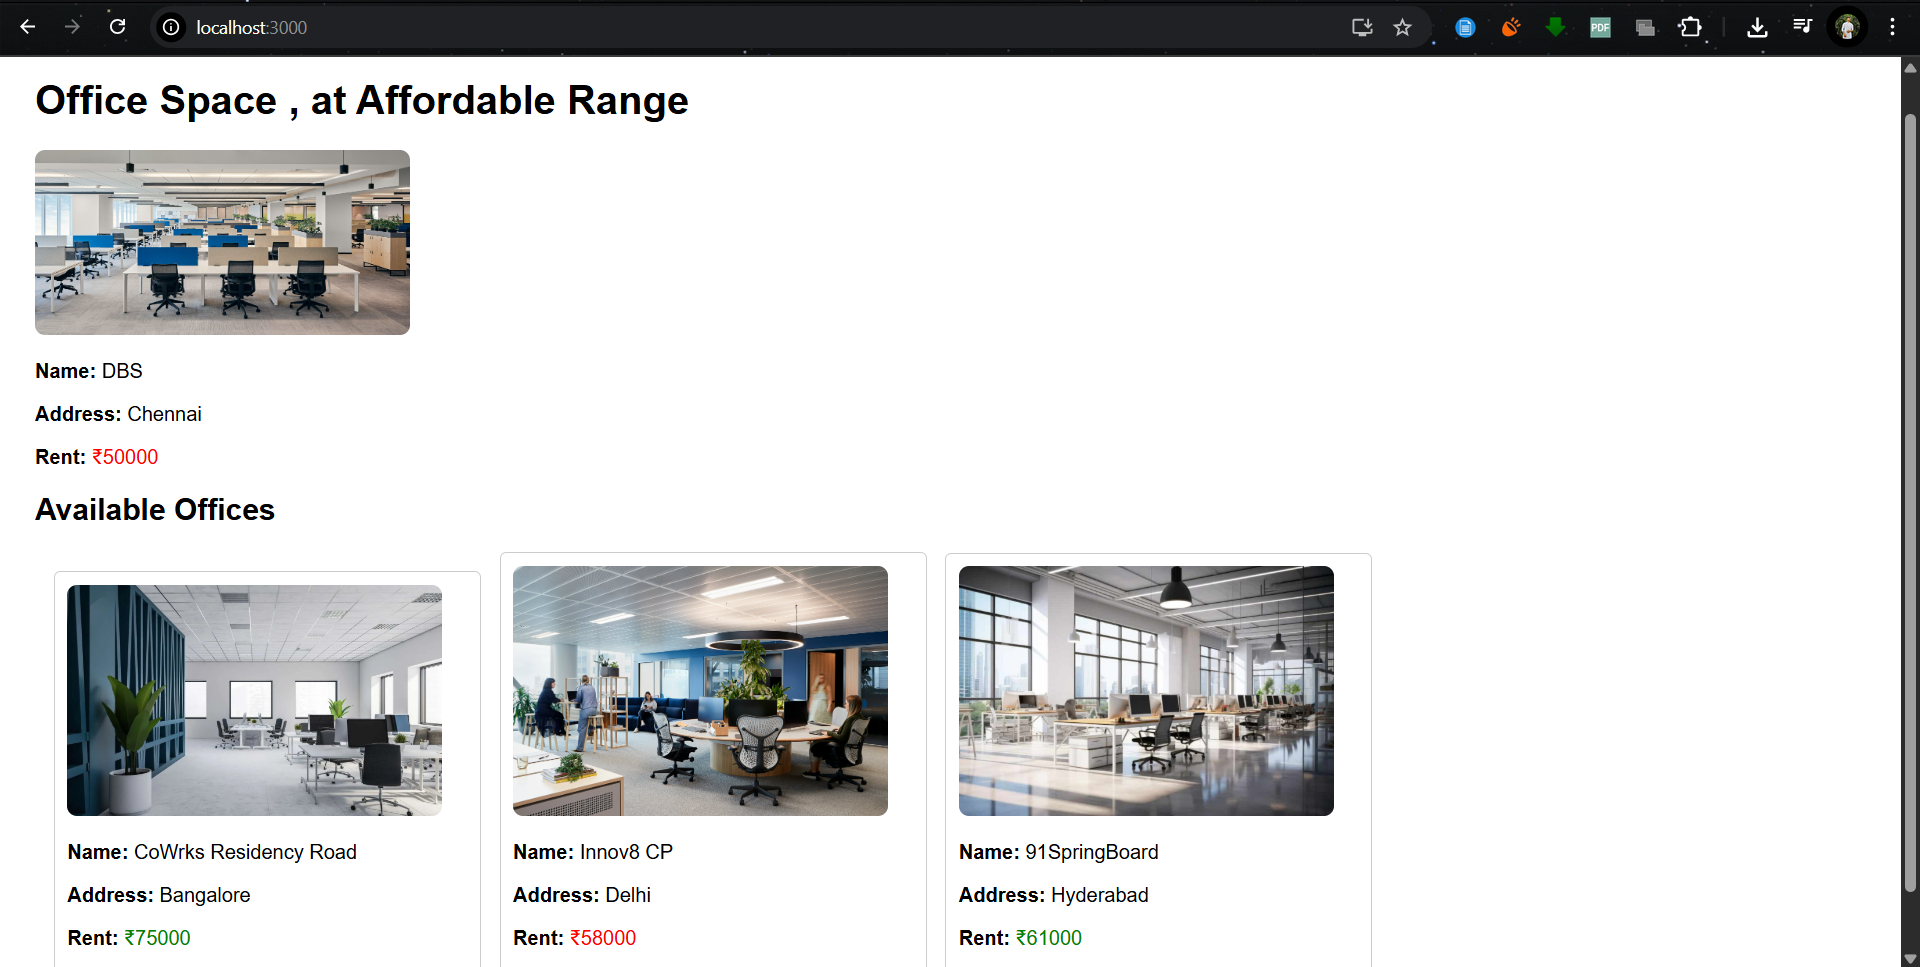 localhost:3000
PDF
Office Space , at Affordable Range
Name: DBS
Address: Chennai
Rent: ₹50000
Available Offices
Name: CoWrks Residency Road
Address: Bangalore
Rent: ₹75000
Name: Innov8 CP
Address: Delhi
Rent: ₹58000
Name: 91SpringBoard
Address: Hyderabad
Rent: ₹61000